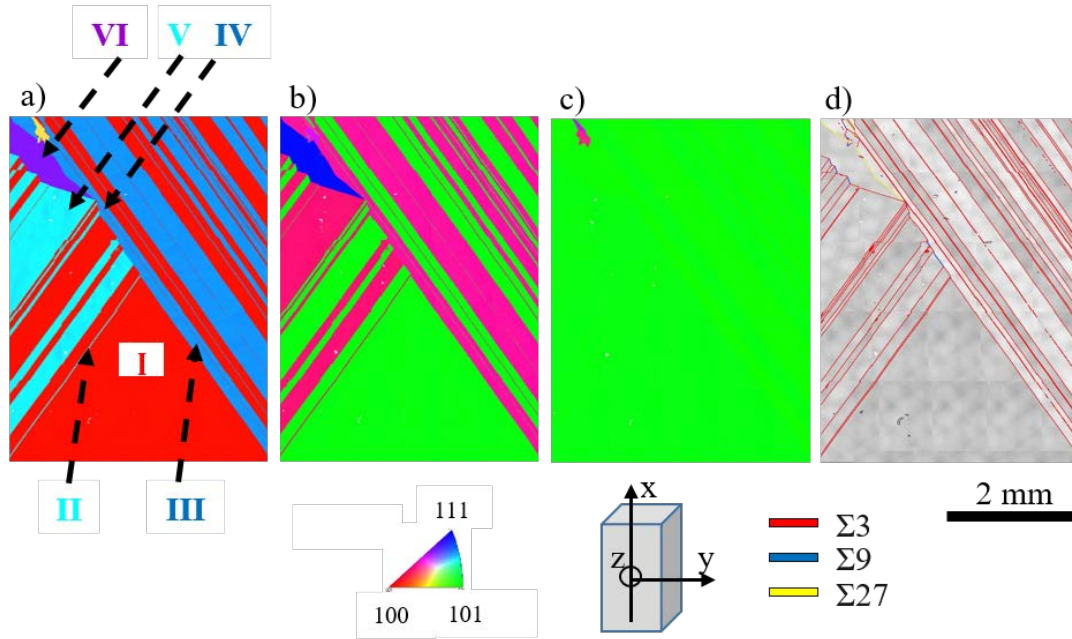 VI V IV
a) b) c) d)
I
II III
111
100 101
x
z y
Σ3
Σ9
Σ27
2 mm